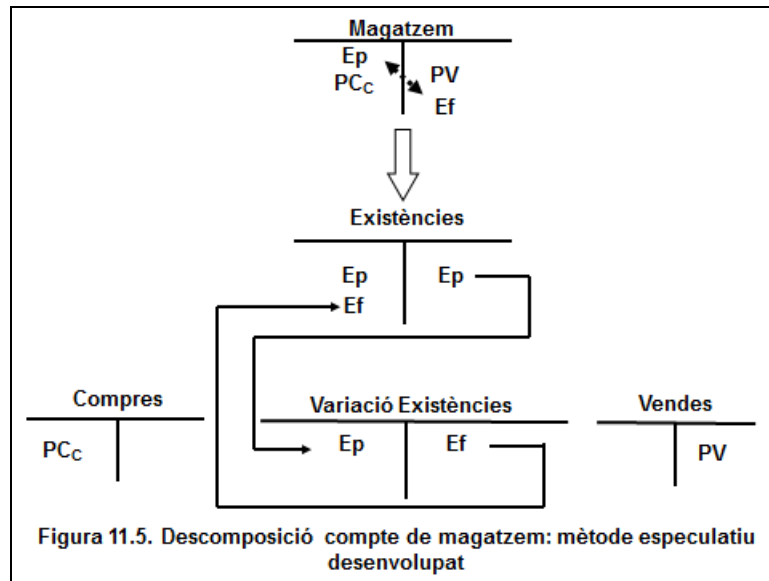 Magatzem
Ep
PV
PCC
Ef
Existències
Ep Ep
Ef
Compres
Variació Existències
Vendes
PCC
Ep Ef
PV
Figura 11.5. Descomposició compte de magatzem: mètode especulatiu
desenvolupat